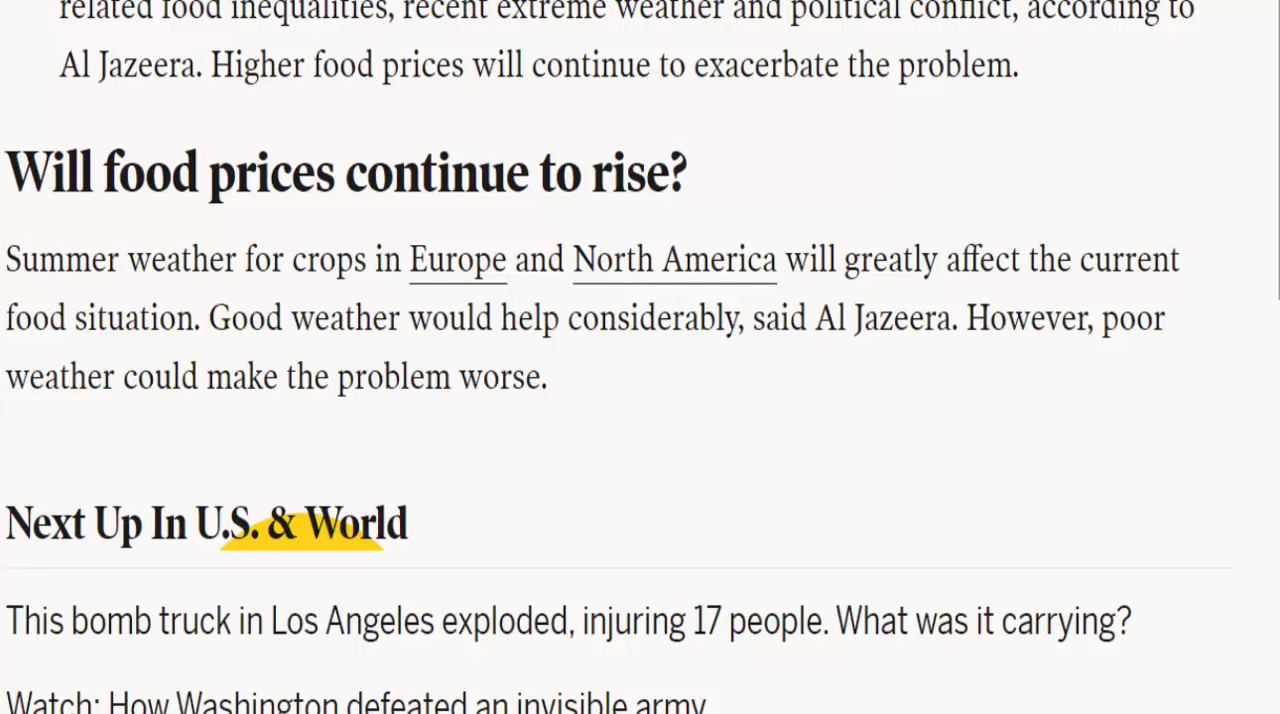 related food inequalities, recent extreme weather and political conflict, according to
Al Jazeera. Higher food prices will continue to exacerbate the problem.
Will food prices continue to rise?
Summer weather for crops in Europe and North America will greatly affect the current
food situation. Good weather would help considerably, said Al Jazeera. However, poor
weather could make the problem worse.
Next Up In U.S. & World
This bomb truck in Los Angeles exploded, injuring 17 people. What was it carrying?
Watch: How Washington defeated an invisible army